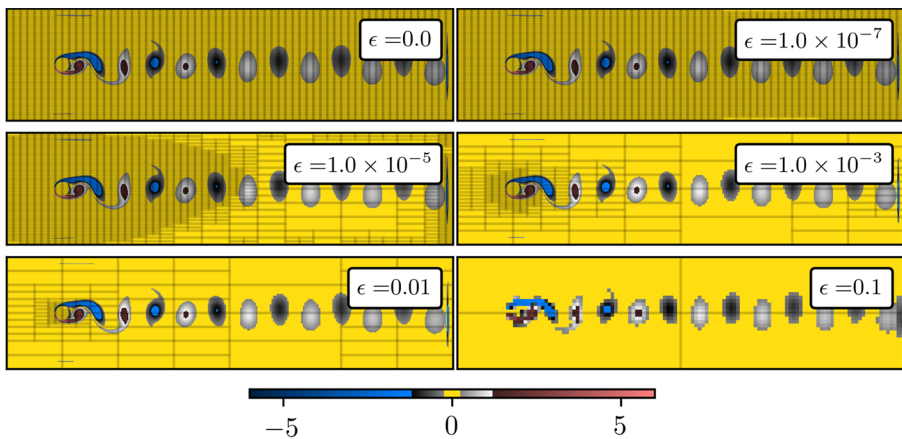 ϵ =0.0
ϵ =1.0 × 10⁻⁷
ϵ =1.0 × 10⁻⁵
ϵ =1.0 × 10⁻³
ϵ =0.01
ϵ =0.1
−5 0 5